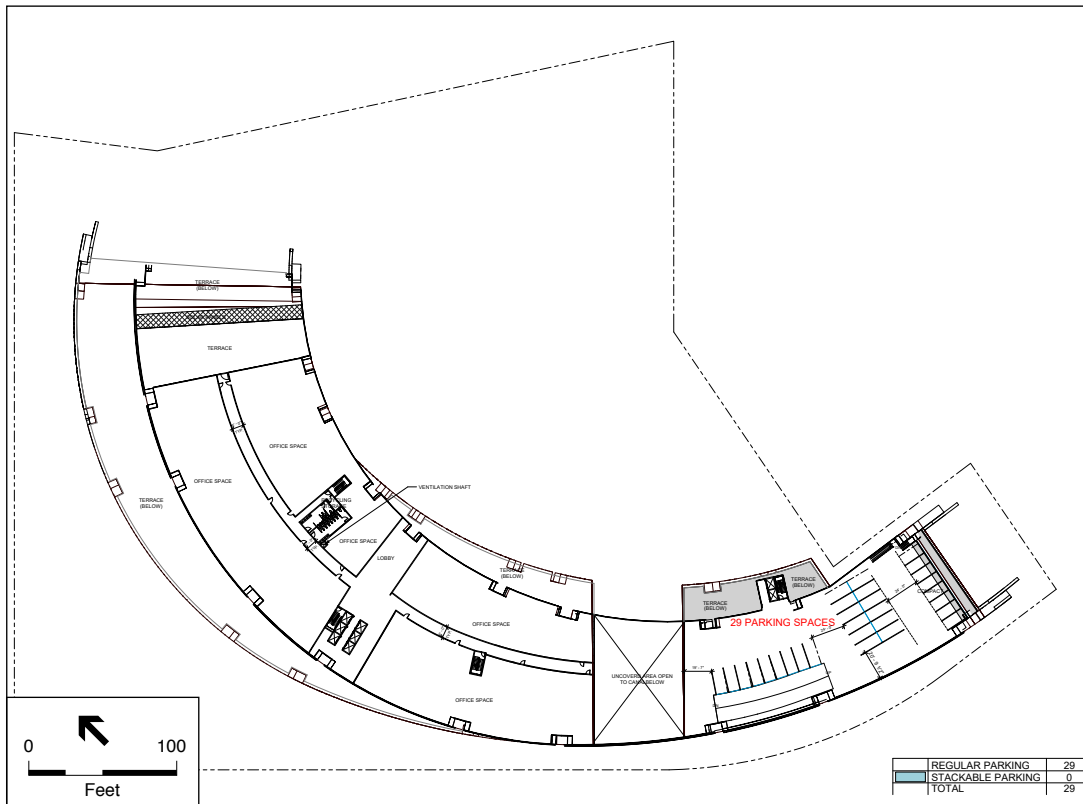 TERRACE
(BELOW)
TERRACE
OFFICE SPACE
OFFICE SPACE
VENTILATION SHAFT
TERRACE
(BELOW)
OFFICE SPACE
LOBBY
TERRACE
(BELOW)
OFFICE SPACE
OFFICE SPACE
UNCOVERD AREA OPEN
TO CANAL BELOW
TERRACE
(BELOW)
TERRACE
(BELOW)
29 PARKING SPACES
COMPACT
0 100
Feet
REGULAR PARKING 29
STACKABLE PARKING 0
TOTAL 29